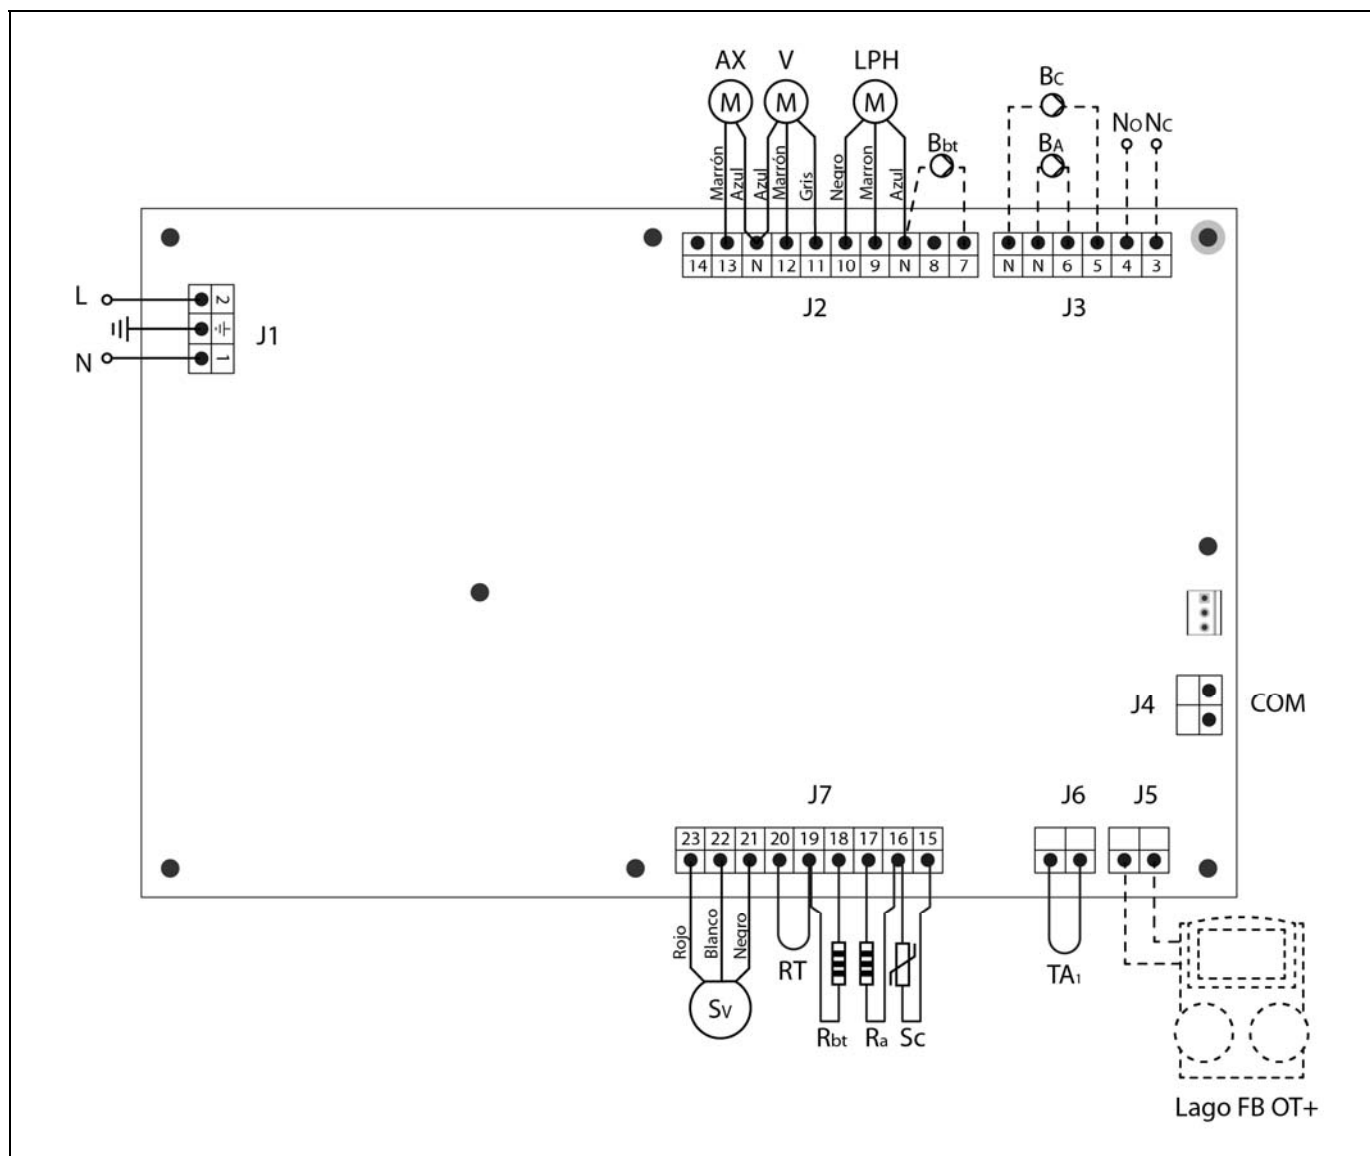 AX V LPH
M M M
BC
BA
NO NC
Bbt
Marrón Azul Azul Marrón Gris Negro Marron Azul
14 13 N 12 11 10 9 N 8 7
N N 6 5 4 3
J2 J3
L
N
2
1
J1
J4 COM
J7 J6 J5
23 22 21 20 19 18 17 16 15
Rojo Blanco Negro
SV
RT
Rbt Ra Sc
TA1
Lago FB OT+